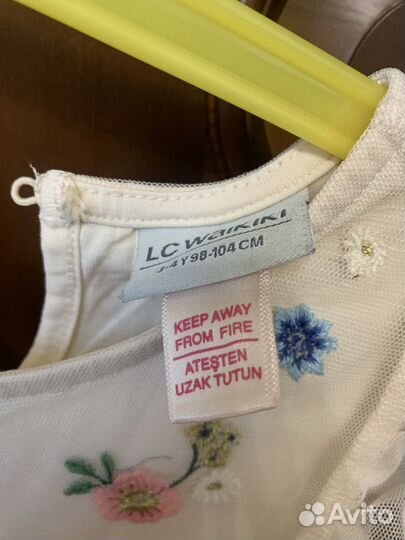 LC WAIKIKI
3-4 Y 98-104 CM
KEEP AWAY
FROM FIRE
ATEŞTEN
UZAK TUTUN
Avito